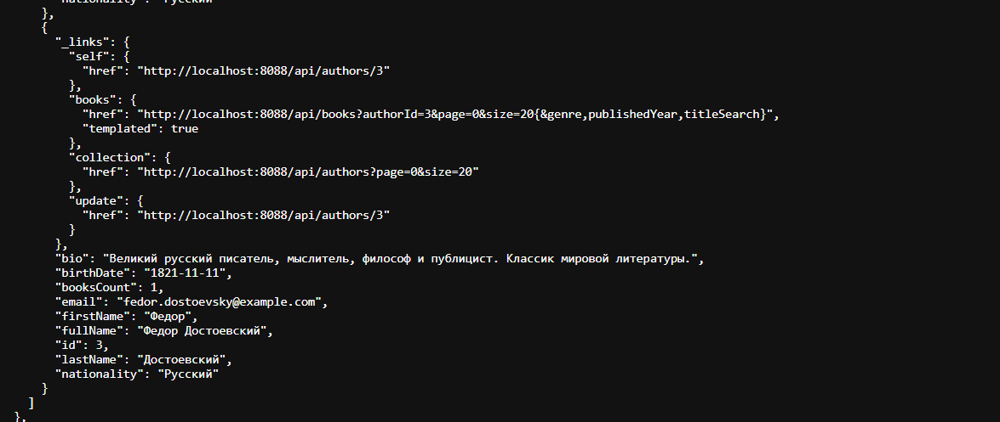 "nationality": "Русский"
},
{
"_links": {
"self": {
"href": "http://localhost:8088/api/authors/3"
},
"books": {
"href": "http://localhost:8088/api/books?authorId=3&page=0&size=20{&genre,publishedYear,titleSearch}",
"templated": true
},
"collection": {
"href": "http://localhost:8088/api/authors?page=0&size=20"
},
"update": {
"href": "http://localhost:8088/api/authors/3"
}
},
"bio": "Великий русский писатель, мыслитель, философ и публицист. Классик мировой литературы.",
"birthDate": "1821-11-11",
"booksCount": 1,
"email": "fedor.dostoevsky@example.com",
"firstName": "Федор",
"fullName": "Федор Достоевский",
"id": 3,
"lastName": "Достоевский",
"nationality": "Русский"
}
]
},